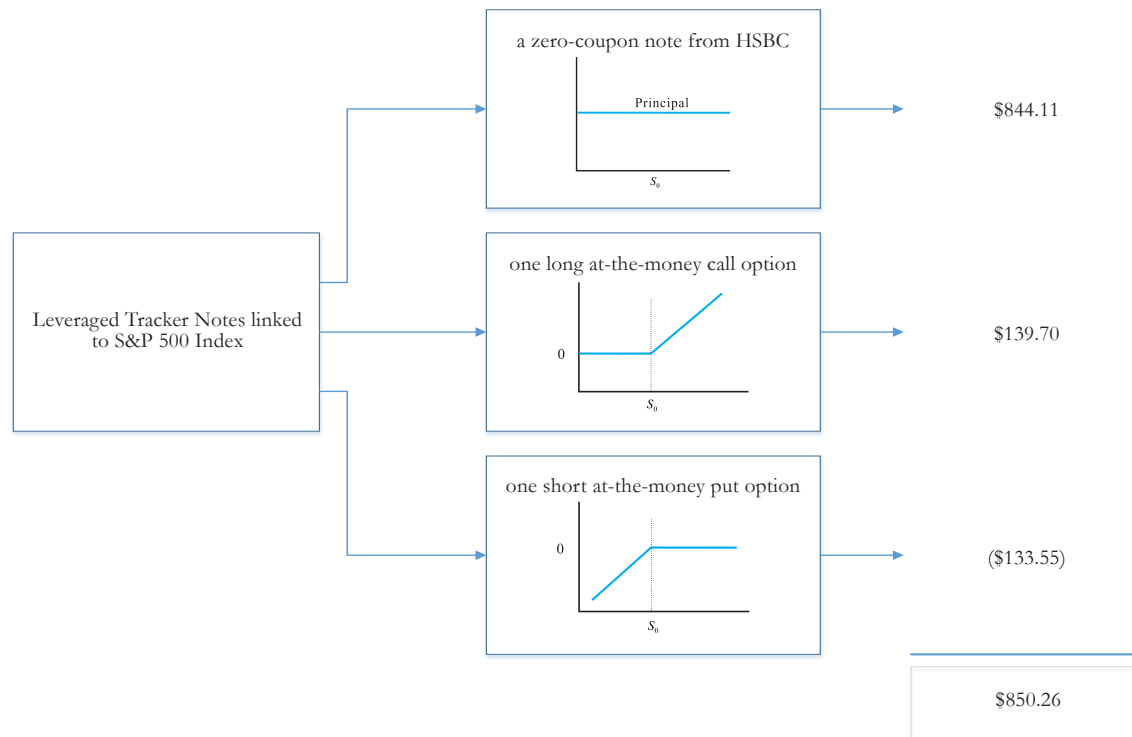 a zero-coupon note from HSBC
Principal
S₀
$844.11
Leveraged Tracker Notes linked
to S&P 500 Index
one long at-the-money call option
0
S₀
$139.70
one short at-the-money put option
0
S₀
($133.55)
$850.26